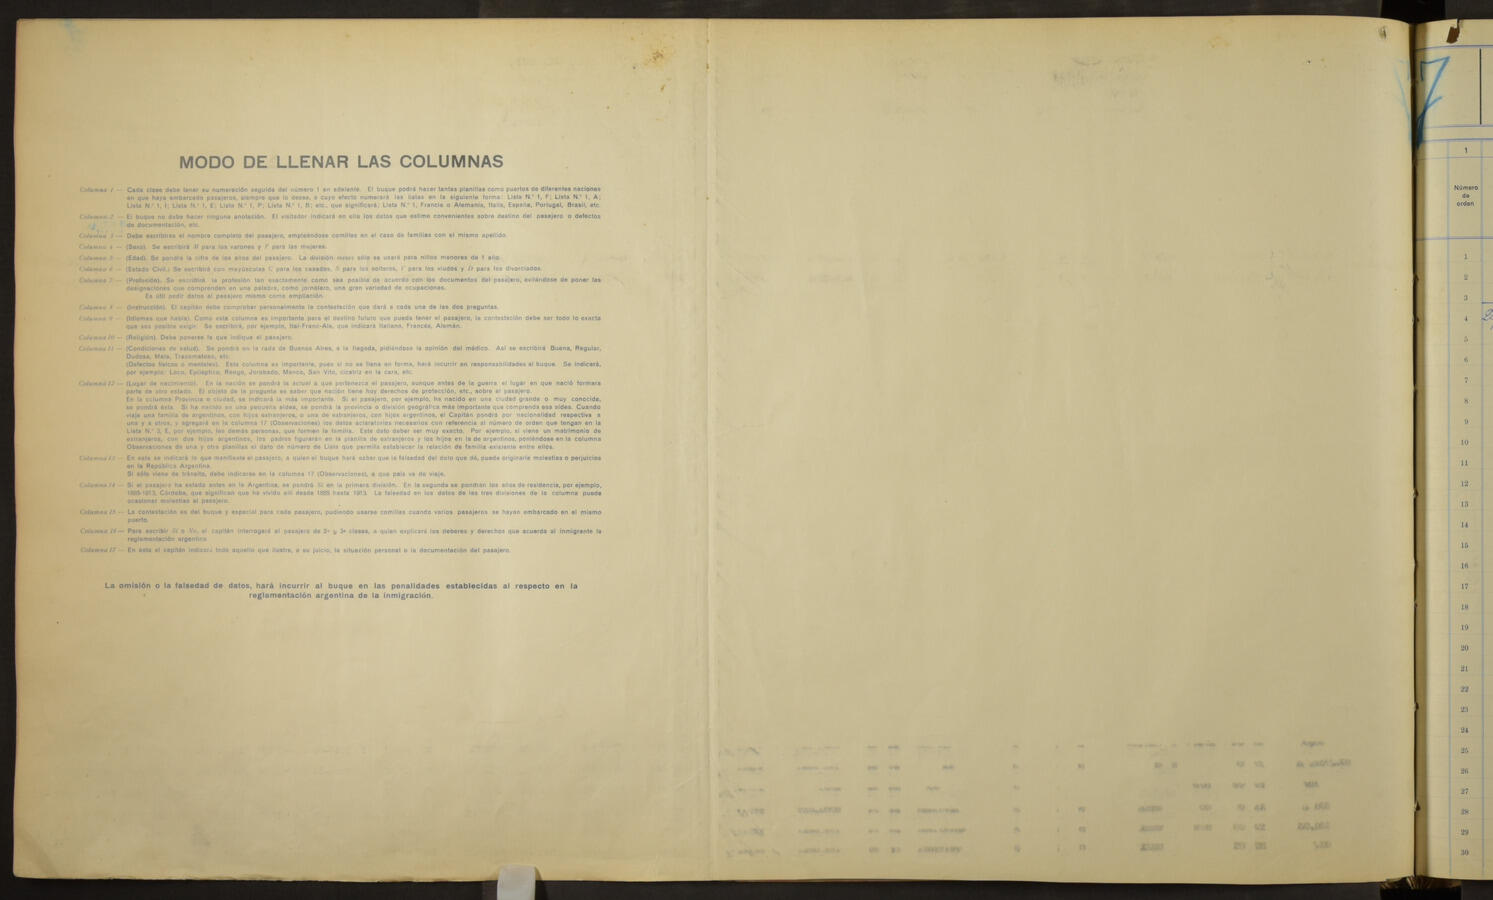 MODO DE LLENAR LAS COLUMNAS
Columna 1 — Cada clase debe tener su numeración seguida del número 1 en adelante. El buque podrá hacer tantas planillas como puertos de diferentes naciones
en que haya embarcado pasajeros, siempre que lo desee, a cuyo efecto numerará las listas en la siguiente forma: Lista N.º 1, F; Lista N.º 1, A;
Lista N.º 1, I; Lista N.º 1, E; Lista N.º 1, P; Lista N.º 1, B; etc., que significará; Lista N.º 1, Francia o Alemania, Italia, España, Portugal, Brasil, etc.
Columna 2 — El buque no debe hacer ninguna anotación. El visitador indicará en ella los datos que estime convenientes sobre destino del pasajero o defectos
de documentación, etc.
Columna 3 — Debe escribirse el nombre completo del pasajero, empleándose comillas en el caso de familias con el mismo apellido.
Columna 4 — (Sexo). Se escribirá M para los varones y F para las mujeres.
Columna 5 — (Edad). Se pondrá la cifra de los años del pasajero. La división meses sólo se usará para niños menores de 1 año.
Columna 6 — (Estado Civil.) Se escribirá con mayúsculas C para los casados, S para los solteros, V para los viudos y D para los divorciados.
Columna 7 — (Profesión). Se escribirá la profesión tan exactamente como sea posible de acuerdo con los documentos del pasajero, evitándose de poner las
designaciones que comprenden en una palabra, como jornalero, una gran variedad de ocupaciones.
Es útil pedir datos al pasajero mismo como ampliación.
Columna 8 — (Instrucción). El capitán debe comprobar personalmente la contestación que dará a cada una de las dos preguntas.
Columna 9 — (Idiomas que habla). Como esta columna es importante para el destino futuro que pueda tener el pasajero, la contestación debe ser todo lo exacta
que sea posible exigir. Se escribirá, por ejemplo, Ital-Franc-Ale, que indicará Italiano, Francés, Alemán.
Columna 10 — (Religión). Debe ponerse la que indique el pasajero.
Columna 11 — (Condiciones de salud). Se pondrá en la rada de Buenos Aires, a la llegada, pidiéndose la opinión del médico. Así se escribirá Buena, Regular,
Dudosa, Mala, Tracomatoso, etc.
(Defectos físicos o mentales). Esta columna es importante, pues si no se llena en forma, hará incurrir en responsabilidades al buque. Se indicará,
por ejemplo: Loco, Epiléptico, Rengo, Jorobado, Manco, San Vito, cicatriz en la cara, etc.
Columna 12 — (Lugar de nacimiento). En la nación se pondrá la actual a que pertenezca el pasajero, aunque antes de la guerra el lugar en que nació formara
parte de otro estado. El objeto de la pregunta es saber que nación tiene hoy derechos de protección, etc., sobre el pasajero.
En la columna Provincia o ciudad, se indicará la más importante. Si el pasajero, por ejemplo, ha nacido en una ciudad grande o muy conocida,
se pondrá ésta. Si ha nacido en una pequeña aldea, se pondrá la provincia o división geográfica más importante que comprenda esa aldea. Cuando
viaje una familia de argentinos, con hijos extranjeros, o una de extranjeros, con hijos argentinos, el Capitán pondrá por nacionalidad respectiva a
una y a otros, y agregará en la columna 17 (Observaciones) los datos aclaratorios necesarios con referencia al número de orden que tengan en la
Lista N.º 3, E, por ejemplo, las demás personas, que formen la familia. Este dato deber ser muy exacto. Por ejemplo, si viene un matrimonio de
extranjeros, con dos hijos argentinos, los padres figurarán en la planilla de extranjeros y los hijos en la de argentinos, poniéndose en la columna
Observaciones de una y otra planillas el dato de número de Lista que permita establecer la relación de familia existente entre ellos.
Columna 13 — En esta se indicará lo que manifieste el pasajero, a quien el buque hará saber que la falsedad del dato que dé, puede originarle molestias o perjuicios
en la República Argentina.
Si sólo viene de tránsito, debe indicarse en la columna 17 (Observaciones), a que país va de viaje.
Columna 14 — Si el pasajero ha estado antes en la Argentina, se pondrá Sí en la primera división. En la segunda se pondrán los años de residencia, por ejemplo,
1885-1913, Córdoba, que significan que ha vivido allí desde 1885 hasta 1913. La falsedad en los datos de las tres divisiones de la columna puede
ocasionar molestias al pasajero.
Columna 15 — La contestación es del buque y especial para cada pasajero, pudiendo usarse comillas cuando varios pasajeros se hayan embarcado en el mismo
puerto.
Columna 16 — Para escribir Sí o No, el capitán interrogará al pasajero de 2ª y 3ª clases, a quien explicará los deberes y derechos que acuerda al inmigrante la
reglamentación argentina
Columna 17 — En ésta el capitán indicará todo aquello que ilustre, a su juicio, la situación personal o la documentación del pasajero.
La omisión o la falsedad de datos, hará incurrir al buque en las penalidades establecidas al respecto en la
reglamentación argentina de la inmigración.
7
1
Número
de
orden
1
2
3
4
5
6
7
8
9
10
11
12
13
14
15
16
17
18
19
20
21
22
23
24
25
26
27
28
29
30